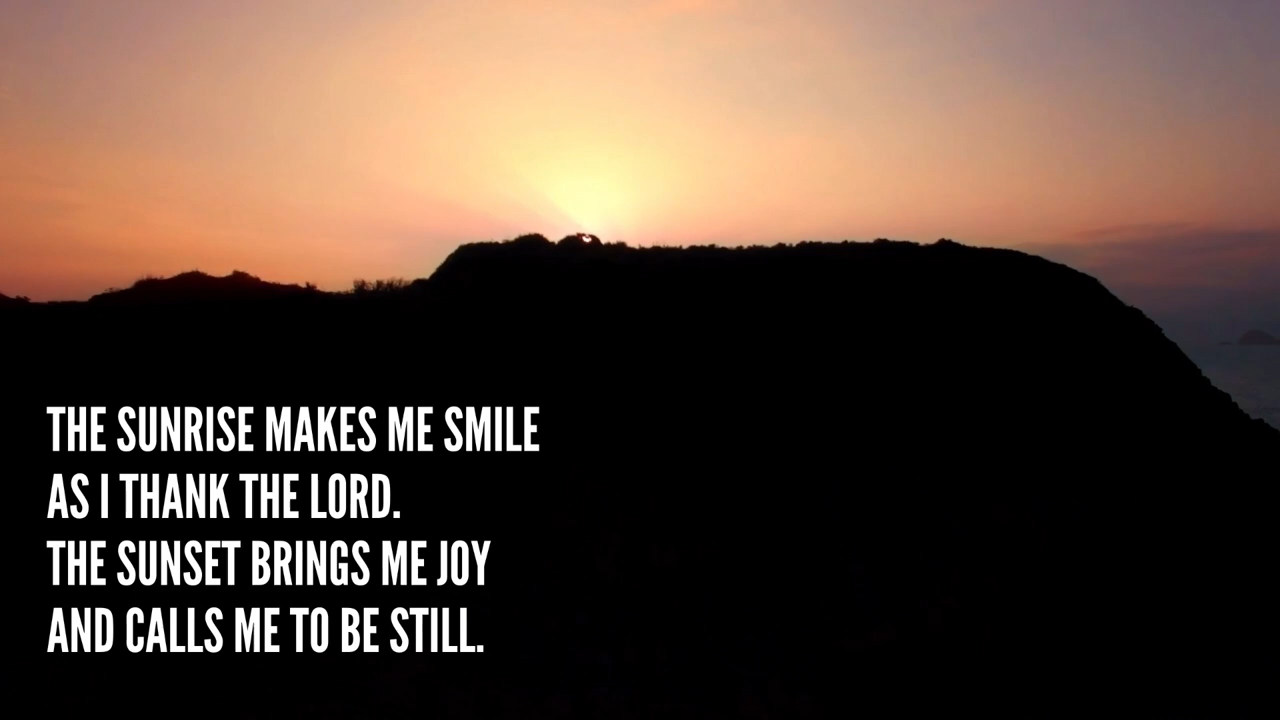 THE SUNRISE MAKES ME SMILE
AS I THANK THE LORD.
THE SUNSET BRINGS ME JOY
AND CALLS ME TO BE STILL.